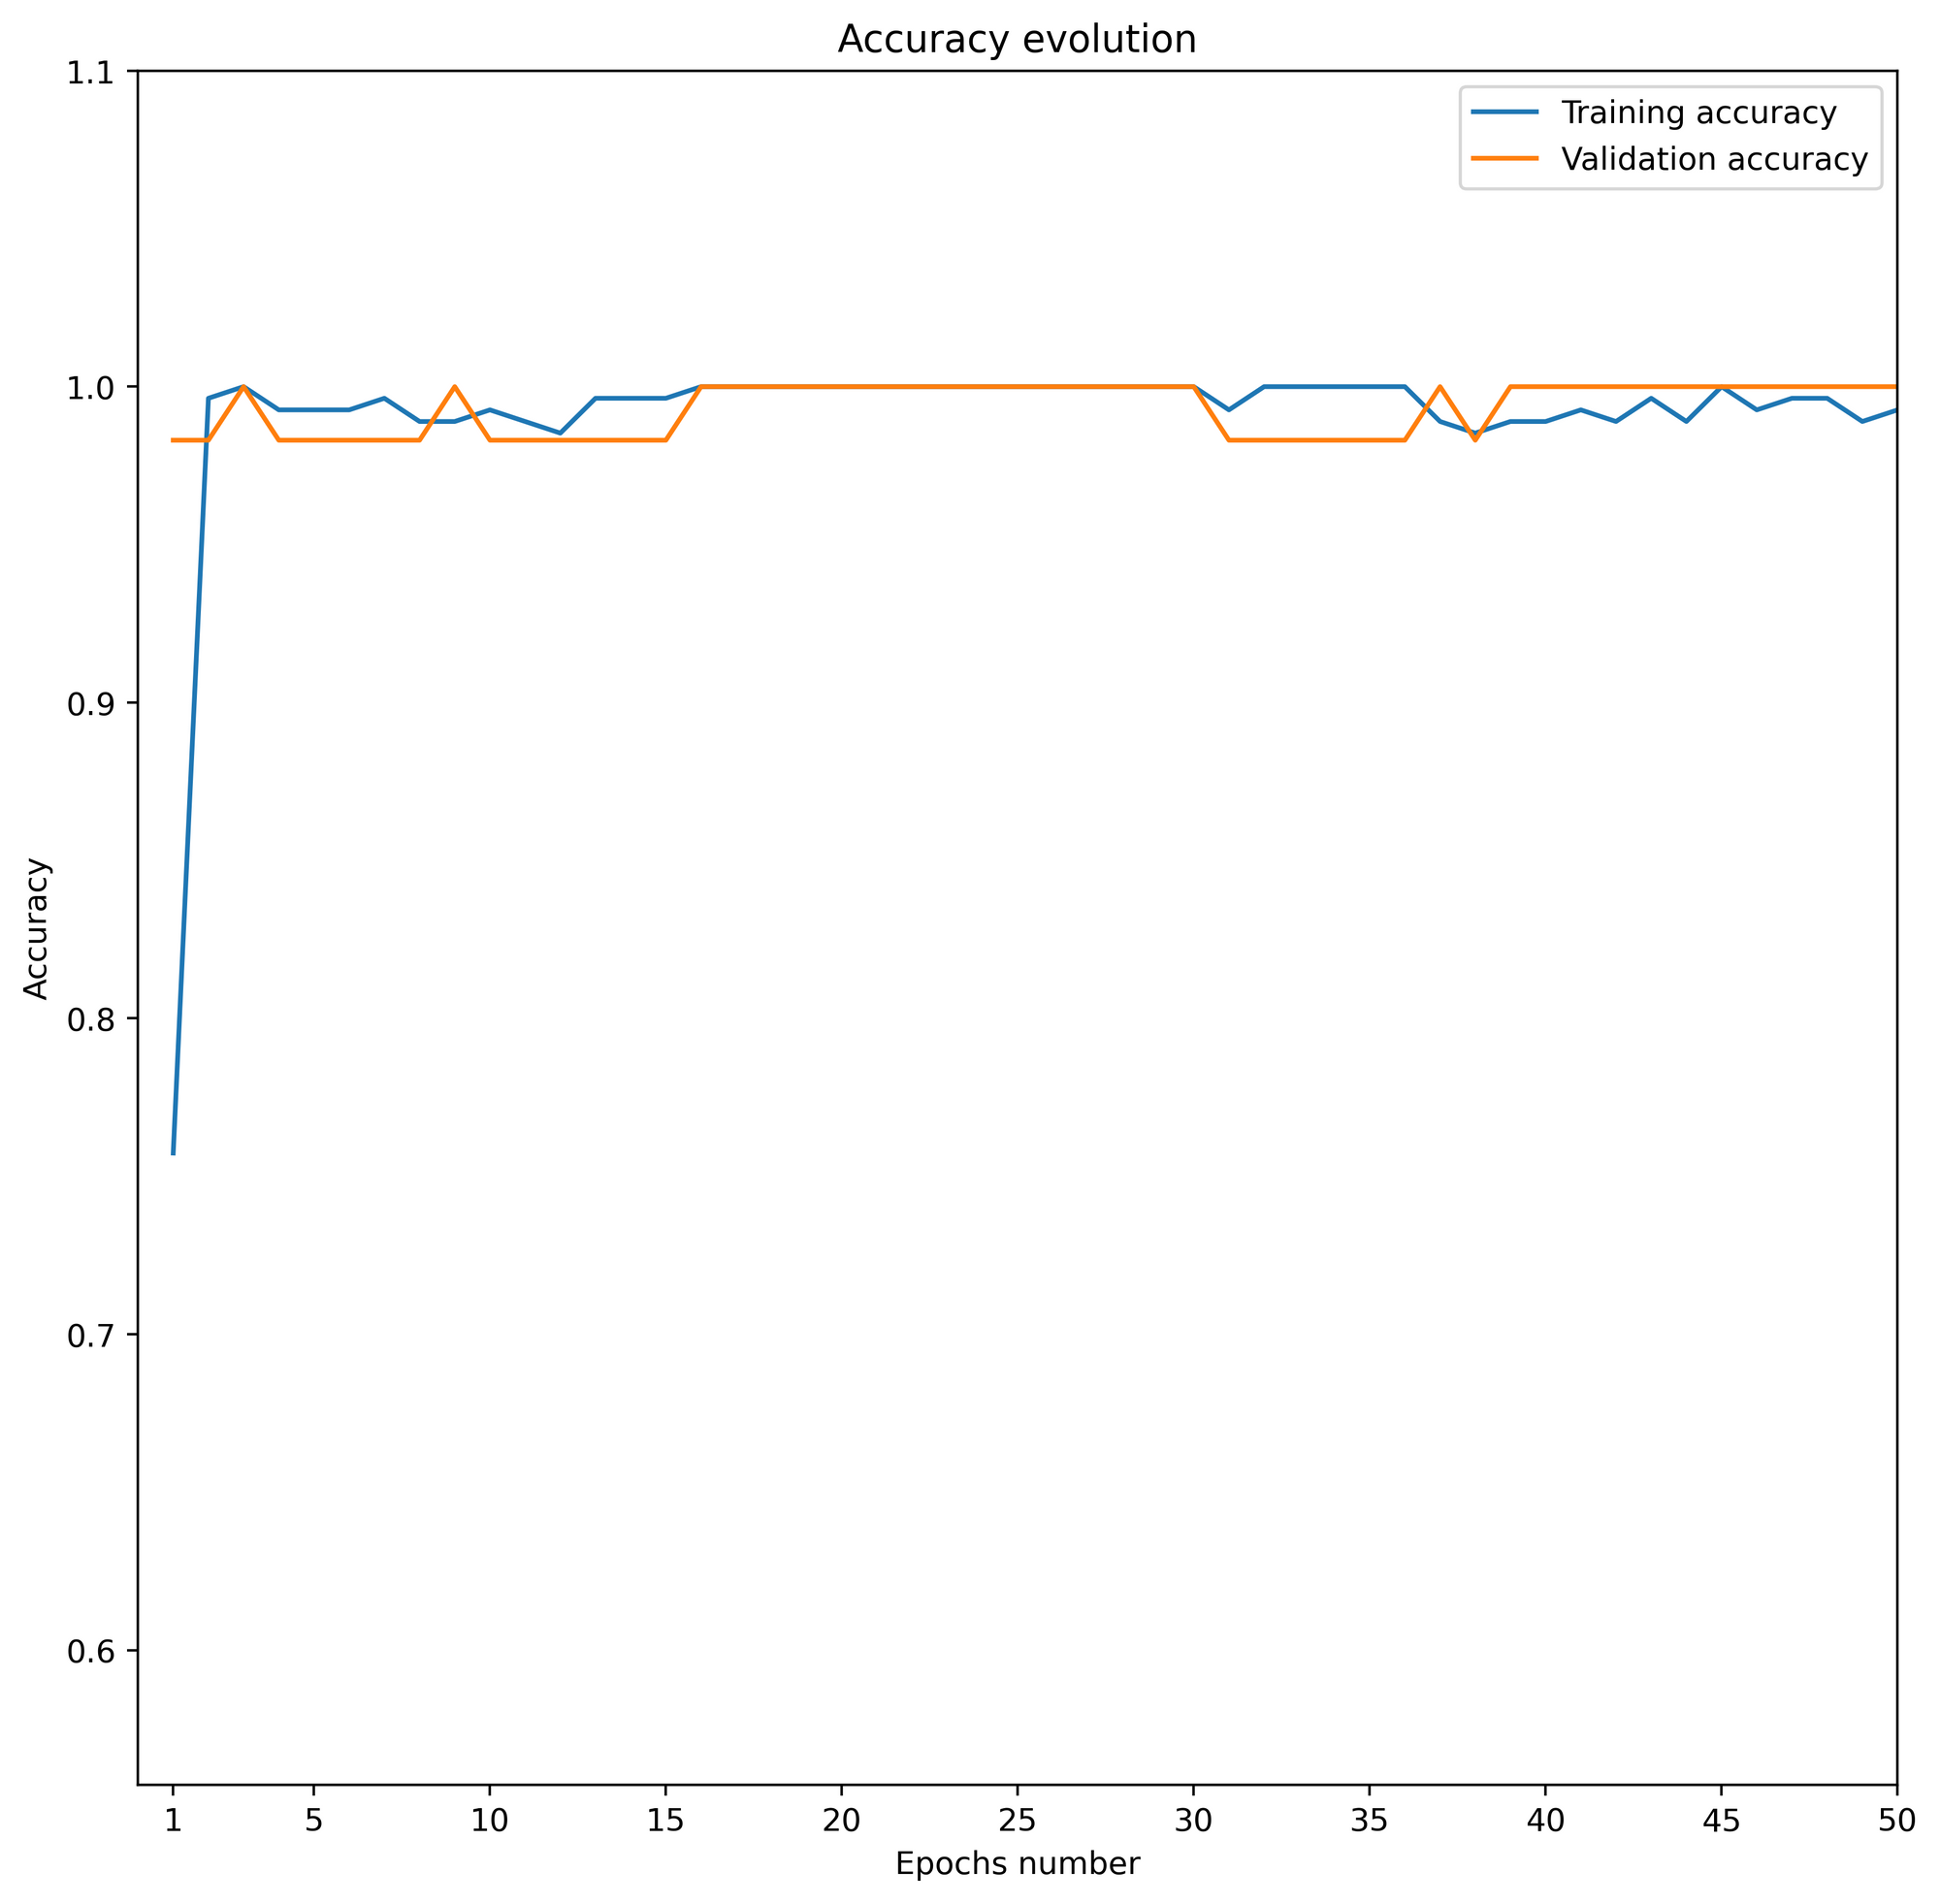 Accuracy evolution
Training accuracy
Validation accuracy
1.1
1.0
0.9
0.8
0.7
0.6
Accuracy
1 5 10 15 20 25 30 35 40 45 50
Epochs number